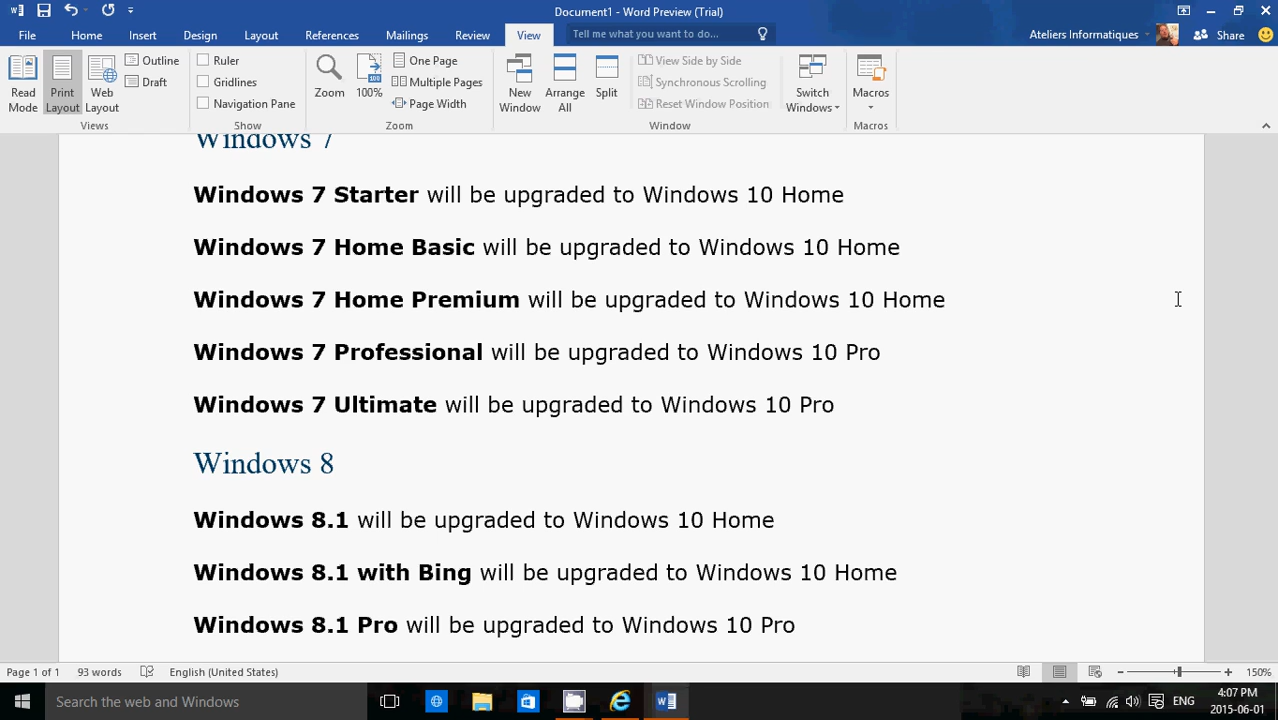 Document1 - Word Preview (Trial)
File Home Insert Design Layout References Mailings Review View Tell me what you want to do... Ateliers Informatiques Share
Read Mode
Print Layout
Web Layout
Outline
Draft
Views
Ruler
Gridlines
Navigation Pane
Show
Zoom
100%
One Page
Multiple Pages
Page Width
Zoom
New Window
Arrange All
Split
View Side by Side
Synchronous Scrolling
Reset Window Position
Window
Switch Windows
Macros
Macros
Windows 7
Windows 7 Starter will be upgraded to Windows 10 Home
Windows 7 Home Basic will be upgraded to Windows 10 Home
Windows 7 Home Premium will be upgraded to Windows 10 Home
Windows 7 Professional will be upgraded to Windows 10 Pro
Windows 7 Ultimate will be upgraded to Windows 10 Pro
Windows 8
Windows 8.1 will be upgraded to Windows 10 Home
Windows 8.1 with Bing will be upgraded to Windows 10 Home
Windows 8.1 Pro will be upgraded to Windows 10 Pro
Page 1 of 1 93 words English (United States) 150%
Search the web and Windows ENG 4:07 PM
2015-06-01